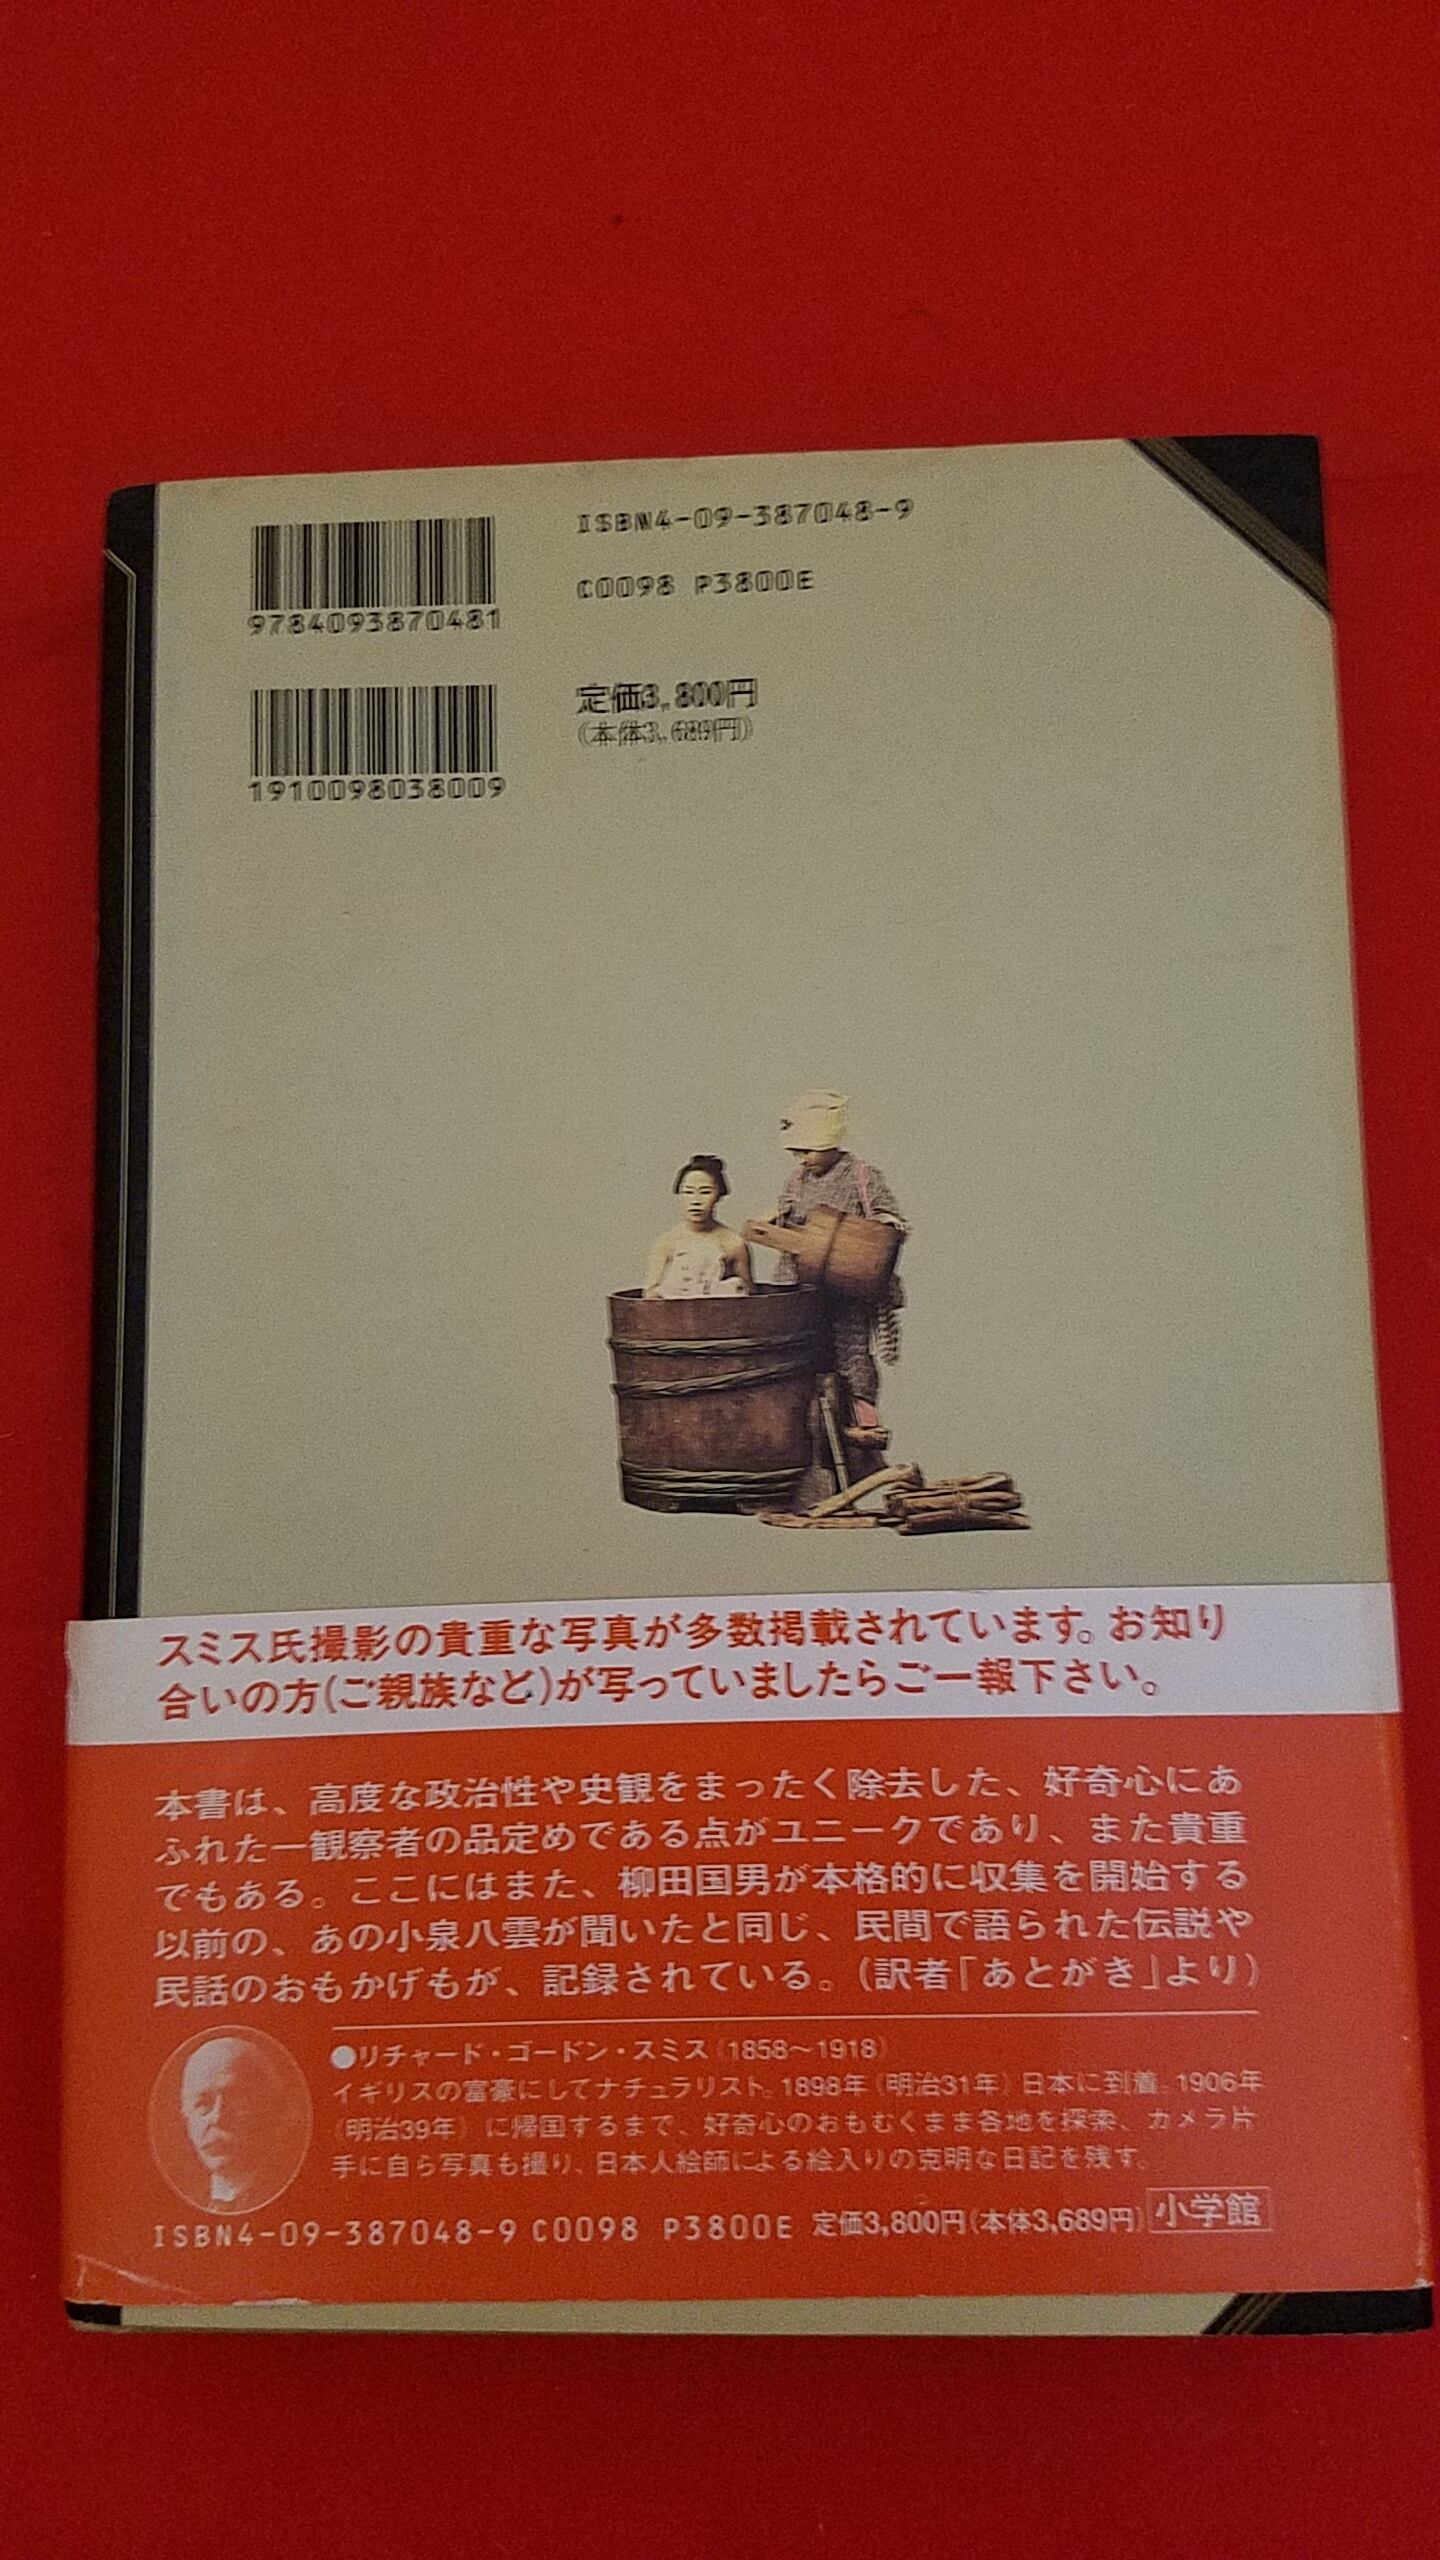 ISBN4-09-387048-9
C0098 P3800E
9784093870481
定価3,800円
(本体3,689円)
1910098038009
スミス氏撮影の貴重な写真が多数掲載されています。お知り
合いの方(ご親族など)が写っていましたらご一報下さい。
本書は、高度な政治性や史観をまったく除去した、好奇心にあ
ふれた一観察者の品定めである点がユニークであり、また貴重
でもある。ここにはまた、柳田国男が本格的に収集を開始する
以前の、あの小泉八雲が聞いたと同じ、民間で語られた伝説や
民話のおもかげもが、記録されている。(訳者「あとがき」より)
●リチャード・ゴードン・スミス(1858〜1918)
イギリスの富豪にしてナチュラリスト。1898年(明治31年)日本に到着。1906年
(明治39年)に帰国するまで、好奇心のおもむくまま各地を探索、カメラ片
手に自ら写真も撮り、日本人絵師による絵入りの克明な日記を残す。
ISBN4-09-387048-9 C0098 P3800E 定価3,800円(本体3,689円) 小学館